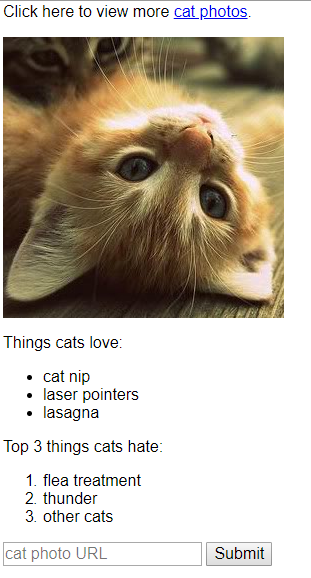 Click here to view more cat photos.
Things cats love:
• cat nip
• laser pointers
• lasagna
Top 3 things cats hate:
1. flea treatment
2. thunder
3. other cats
cat photo URL Submit